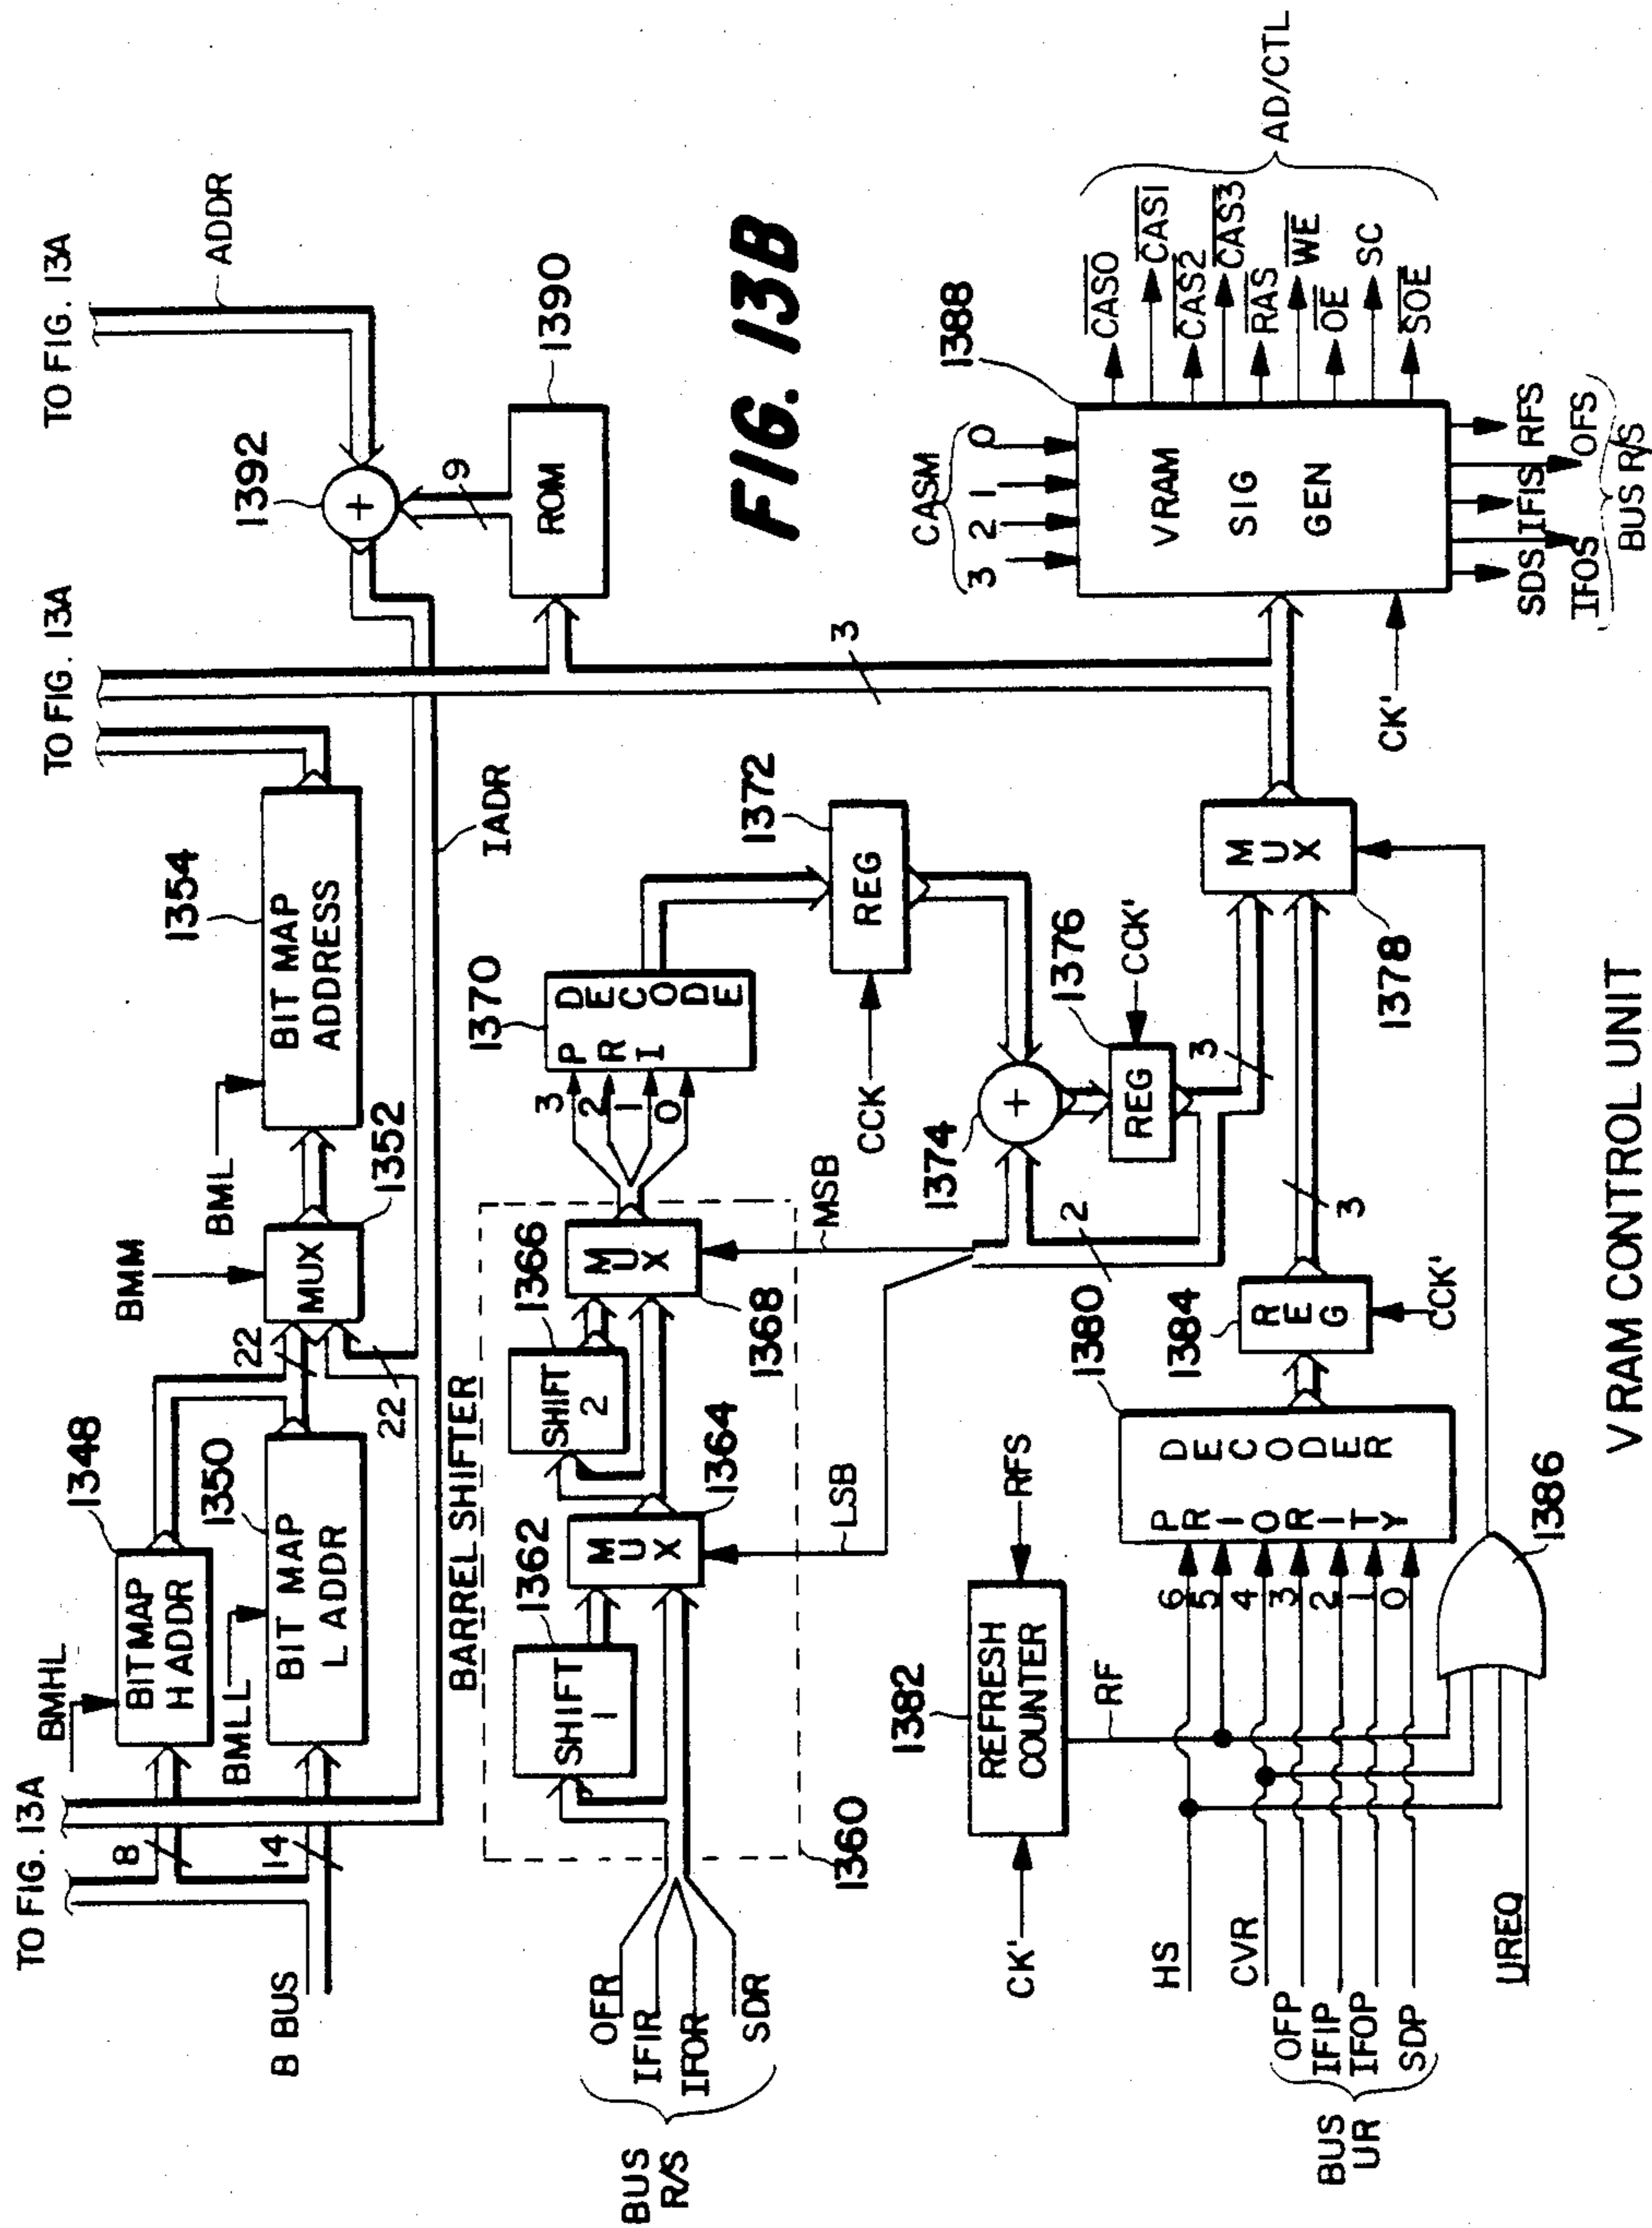 TO FIG. 13A
TO FIG. 13A
TO FIG. 13A
B BUS
8
14
BMHL
BITMAP
H ADDR
1348
BMLL
BIT MAP
L ADDR
1350
22
22
BMM
MUX
1352
BML
BIT MAP
ADDRESS
1354
IADR
1392
+
ADDR
9
ROM
1390
FIG. 13B
BARREL SHIFTER
BUS
R/S
OFR
IFIR
IFOR
SDR
1360
SHIFT
1
1362
MUX
1364
SHIFT
2
1366
MUX
1368
LSB
MSB
3
2
1
0
PRI
DECODE
1370
REG
1372
CCK
1374
+
REG
1376
CCK'
2
3
3
MUX
1378
3
CK'
REFRESH
COUNTER
1382
RFS
RF
HS
CVR
OFP
IFIP
IFOP
SDP
BUS
UR
UREQ
6
5
4
3
2
1
0
PRIORITY
DECODER
1380
REG
1384
CCK'
1386
CASM
3
2
1
0
VRAM
SIG
GEN
1388
CK'
CAS0
CAS1
CAS2
CAS3
RAS
WE
OE
SC
SOE
AD/CTL
SDS
IFOS
IFIS
OFS
RFS
BUS R/S
VRAM CONTROL UNIT